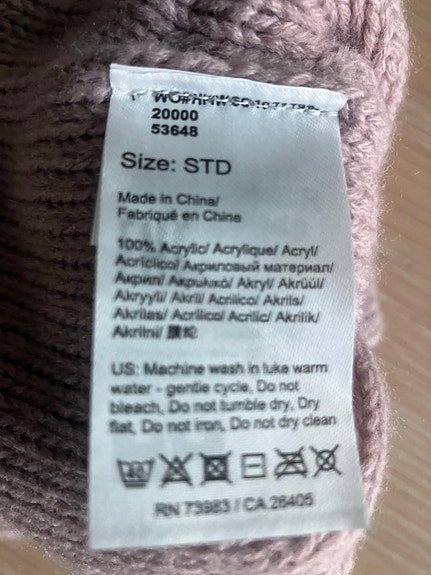 20000
53648
Size: STD
Made in China/
Fabriqué en Chine
100% Acrylic/ Acrylique/ Acryl/
Acrílico/ Акриловый материал/
Акрил/ Ακρυλικό/ Akryl/ Akrüül/
Akryyli/ Akril/ Acrilico/ Akrils/
Akrilas/ Acrílico/ Acrilic/ Akrilik/
Akrilni/ 腈纶
US: Machine wash in luke warm
water - gentle cycle, Do not
bleach, Do not tumble dry, Dry
flat, Do not iron, Do not dry clean
RN 73983 / CA 26405